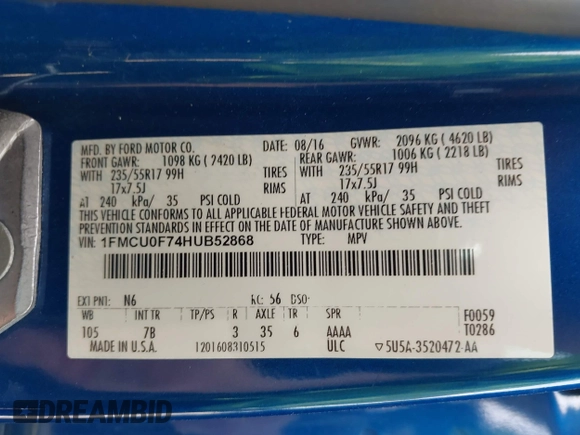 MFD. BY FORD MOTOR CO. DATE: 08/16 GVWR: 2096 KG ( 4620 LB)
FRONT GAWR: 1098 KG ( 2420 LB) REAR GAWR: 1006 KG ( 2218 LB)
WITH 235/55R17 99H TIRES WITH 235/55R17 99H TIRES
17x7.5J RIMS 17x7.5J RIMS
AT 240 kPa/ 35 PSI COLD AT 240 kPa/ 35 PSI COLD
THIS VEHICLE CONFORMS TO ALL APPLICABLE FEDERAL MOTOR VEHICLE SAFETY AND THEFT
PREVENTION STANDARDS IN EFFECT ON THE DATE OF MANUFACTURE SHOWN ABOVE.
VIN: 1FMCU0F74HUB52868 TYPE: MPV
EXT PNT: N6 RC: 56 DSO:
WB INT TR TP/PS R AXLE TR SPR F0059
105 7B 3 35 6 AAAA T0286
MADE IN U.S.A. 1201608310515 ULC ▽5U5A-3520472-AA
DREAMBID